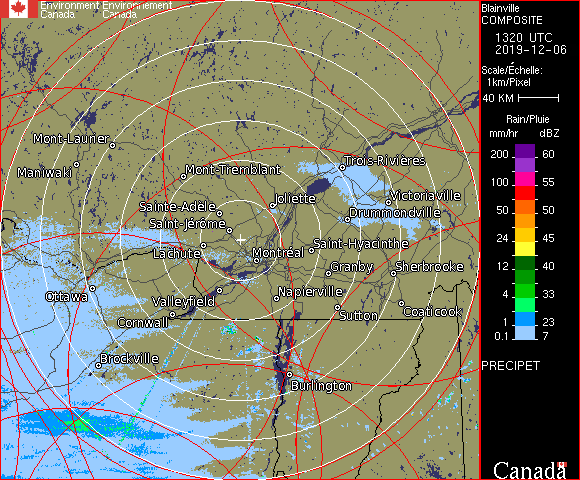 Environment Environnement
Canada Canada
Blainville
COMPOSITE
1320 UTC
2019-12-06
Scale/Échelle:
1km/Pixel
40 KM
Rain/Pluie
mm/hr dBZ
200 60
100 55
50 50
24 45
12 40
4 33
1 23
0.1 7
PRECIPET
Mont-Laurier
Maniwaki
Mont-Tremblant
Trois-Rivières
Joliette
Victoriaville
Sainte-Adèle
Drummondville
Saint-Jérôme
Saint-Hyacinthe
Lachute
Montréal
Granby
Sherbrooke
Ottawa
Valleyfield
Napierville
Coaticook
Cornwall
Sutton
Brockville
Burlington
Canada